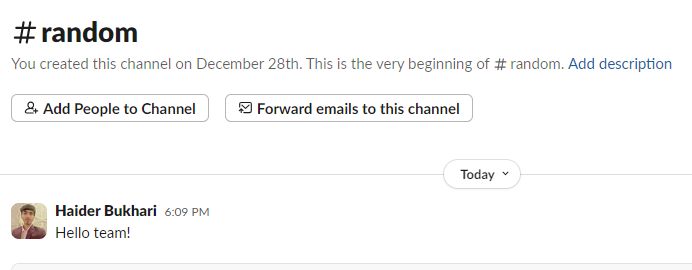 # random
You created this channel on December 28th. This is the very beginning of # random. Add description
Add People to Channel Forward emails to this channel
Today
Haider Bukhari 6:09 PM
Hello team!